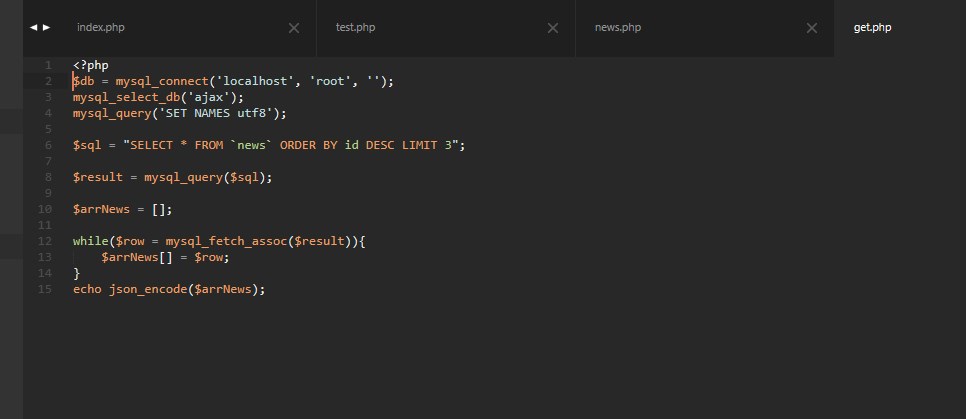 index.php test.php news.php get.php
1 <?php
2 $db = mysql_connect('localhost', 'root', '');
3 mysql_select_db('ajax');
4 mysql_query('SET NAMES utf8');
5
6 $sql = "SELECT * FROM `news` ORDER BY id DESC LIMIT 3";
7
8 $result = mysql_query($sql);
9
10 $arrNews = [];
11
12 while($row = mysql_fetch_assoc($result)){
13     $arrNews[] = $row;
14 }
15 echo json_encode($arrNews);